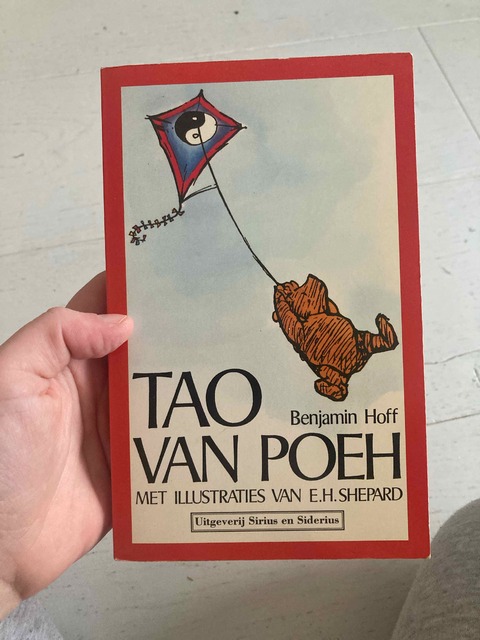 TAO
Benjamin Hoff
VAN POEH
MET ILLUSTRATIES VAN E.H. SHEPARD
Uitgeverij Sirius en Siderius